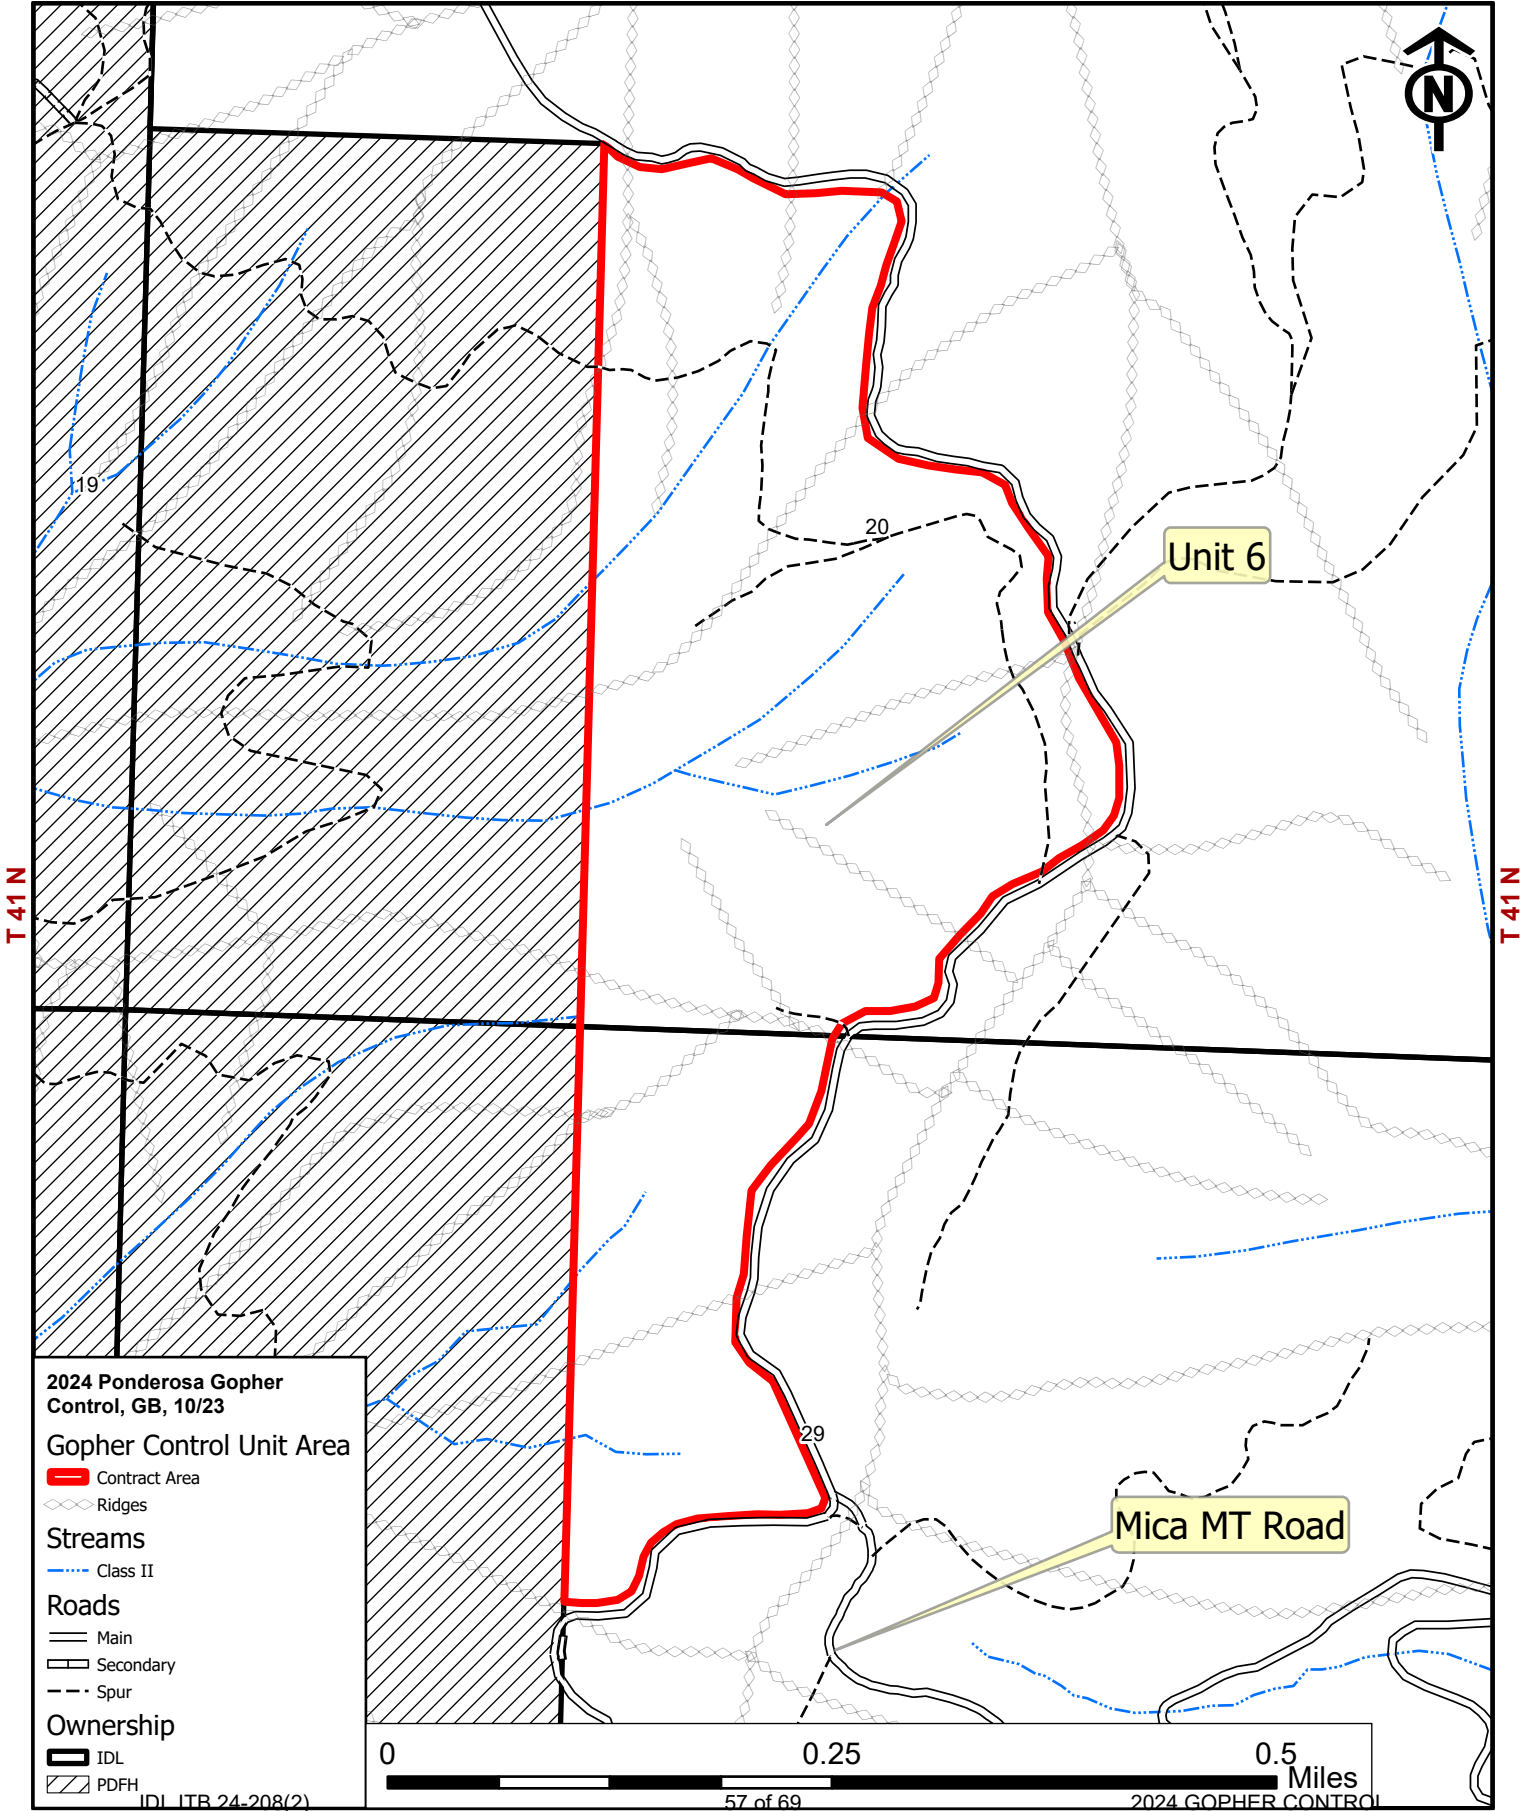 N
19
20
Unit 6
T 41 N
T 41 N
29
Mica MT Road
2024 Ponderosa Gopher
Control, GB, 10/23
Gopher Control Unit Area
Contract Area
Ridges
Streams
Class II
Roads
Main
Secondary
Spur
Ownership
IDL
PDFH
0 0.25 0.5
Miles
IDL ITB 24-208(2) 57 of 69 2024 GOPHER CONTROL